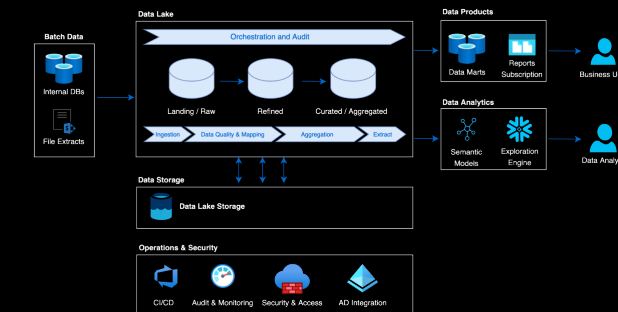 Batch Data
Internal DBs
File Extracts
Data Lake
Orchestration and Audit
Landing / Raw
Refined
Curated / Aggregated
Ingestion
Data Quality & Mapping
Aggregation
Extract
Data Storage
Data Lake Storage
Operations & Security
CI/CD
Audit & Monitoring
Security & Access
AD Integration
Data Products
Data Marts
Reports
Subscription
Business U
Data Analytics
Semantic
Models
Exploration
Engine
Data Analy